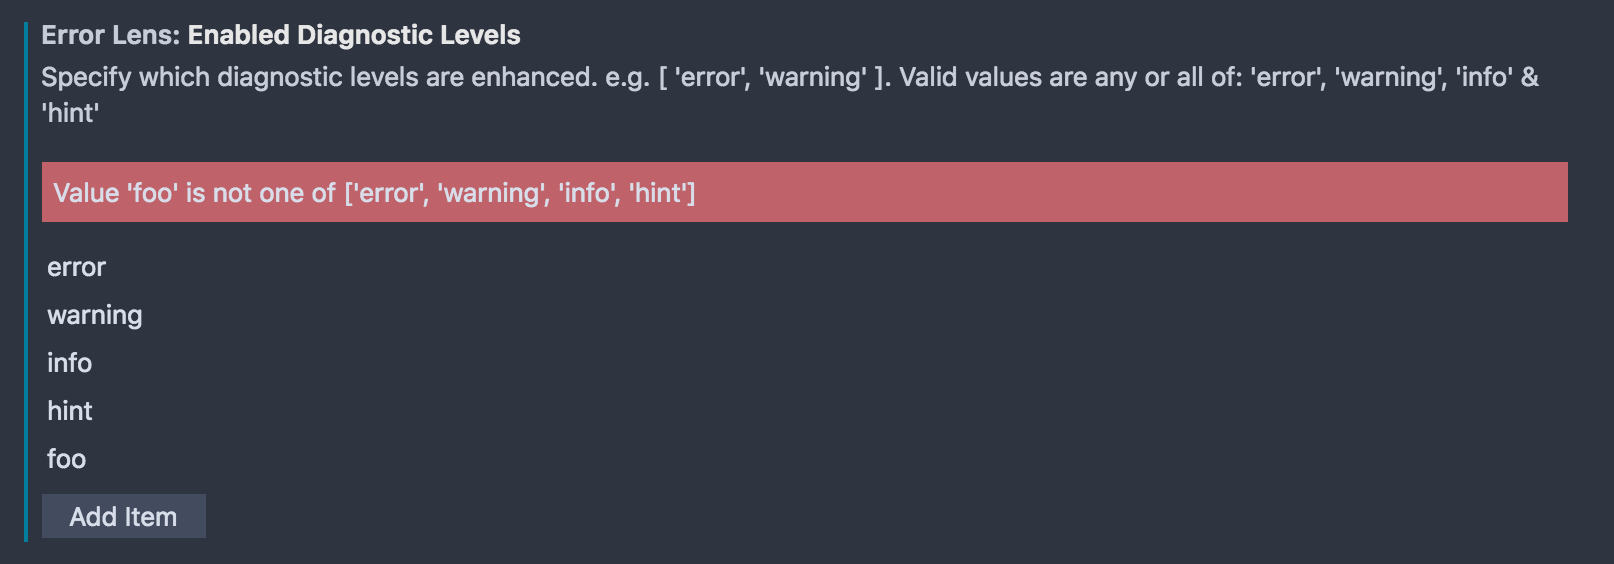 Error Lens: Enabled Diagnostic Levels
Specify which diagnostic levels are enhanced. e.g. [ 'error', 'warning' ]. Valid values are any or all of: 'error', 'warning', 'info' &
'hint'
Value 'foo' is not one of ['error', 'warning', 'info', 'hint']
error
warning
info
hint
foo
Add Item